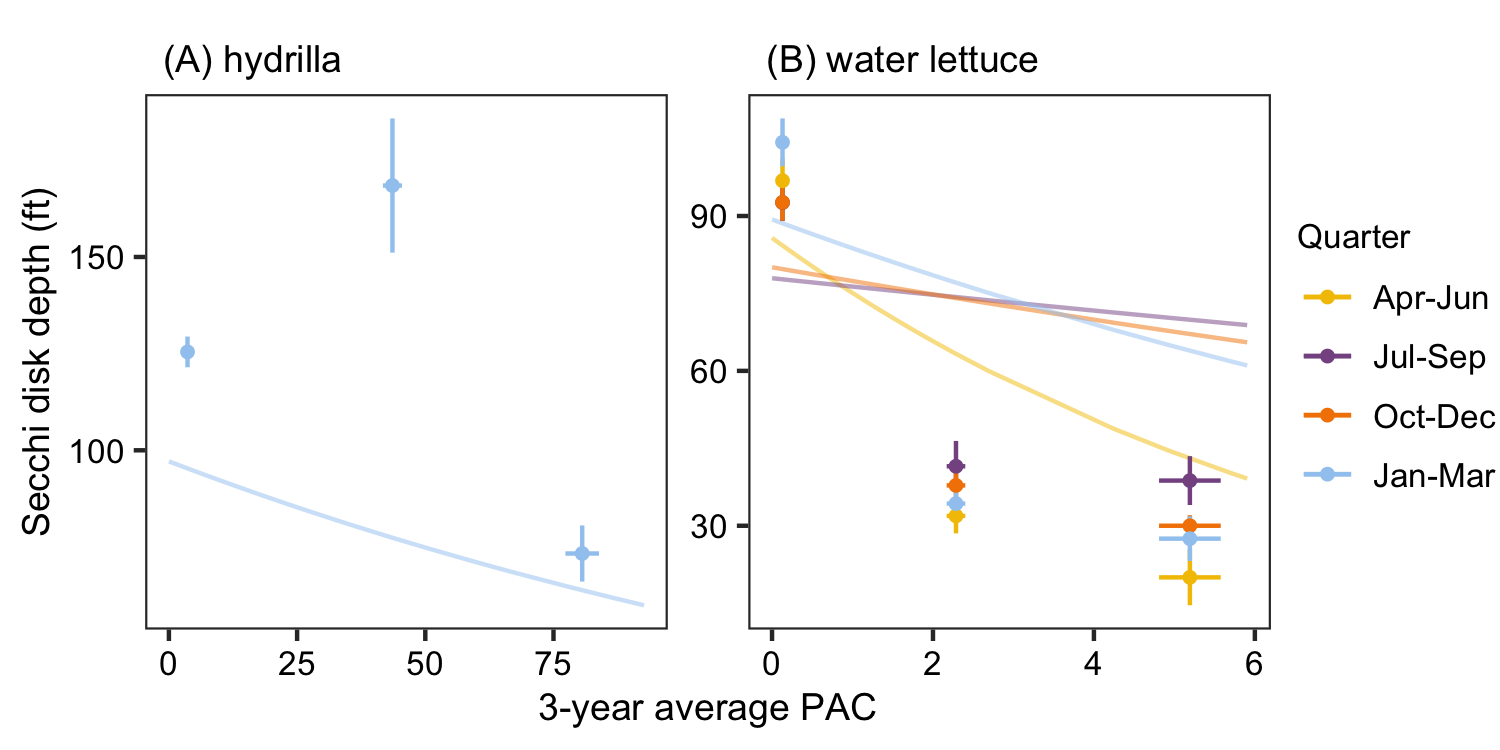 (A) hydrilla
(B) water lettuce
Secchi disk depth (ft)
150
100
90
60
30
0 25 50 75
0 2 4 6
3-year average PAC
Quarter
Apr-Jun
Jul-Sep
Oct-Dec
Jan-Mar